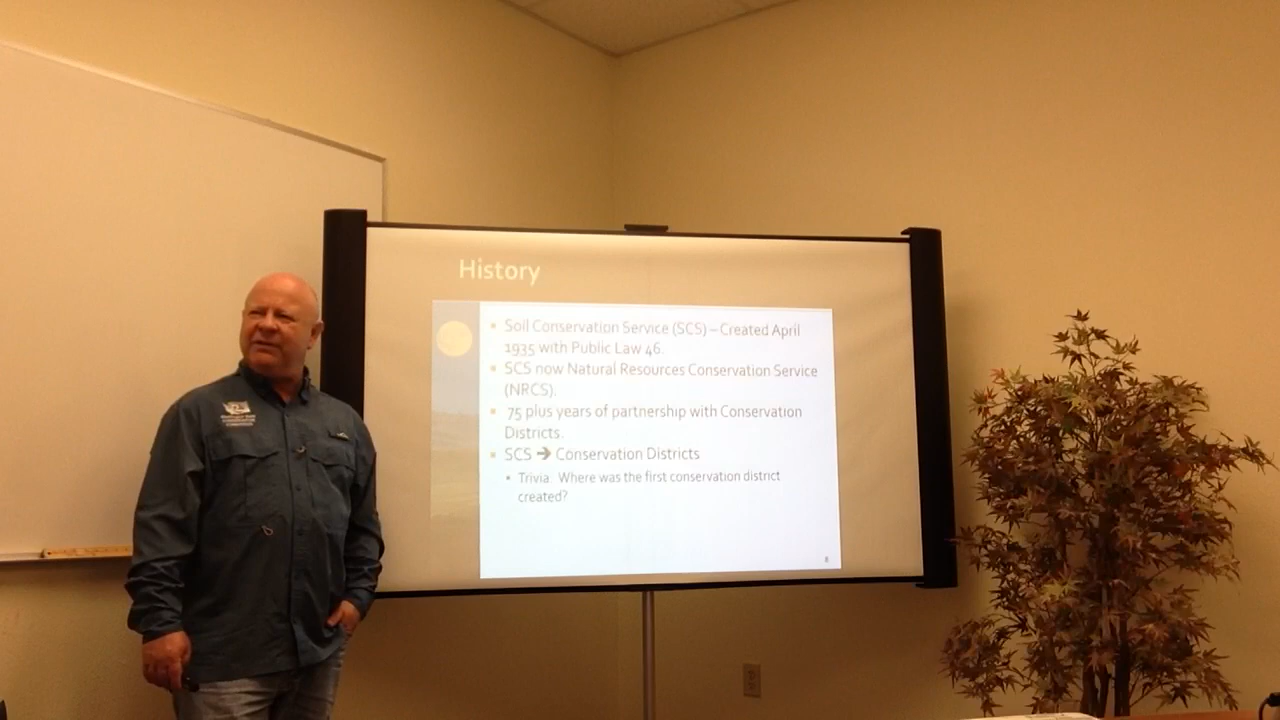 History
▪ Soil Conservation Service (SCS) – Created April
1935 with Public Law 46.
▪ SCS now Natural Resources Conservation Service
(NRCS).
▪ 75 plus years of partnership with Conservation
Districts.
▪ SCS ➔ Conservation Districts
▪ Trivia: Where was the first conservation district
created?
8